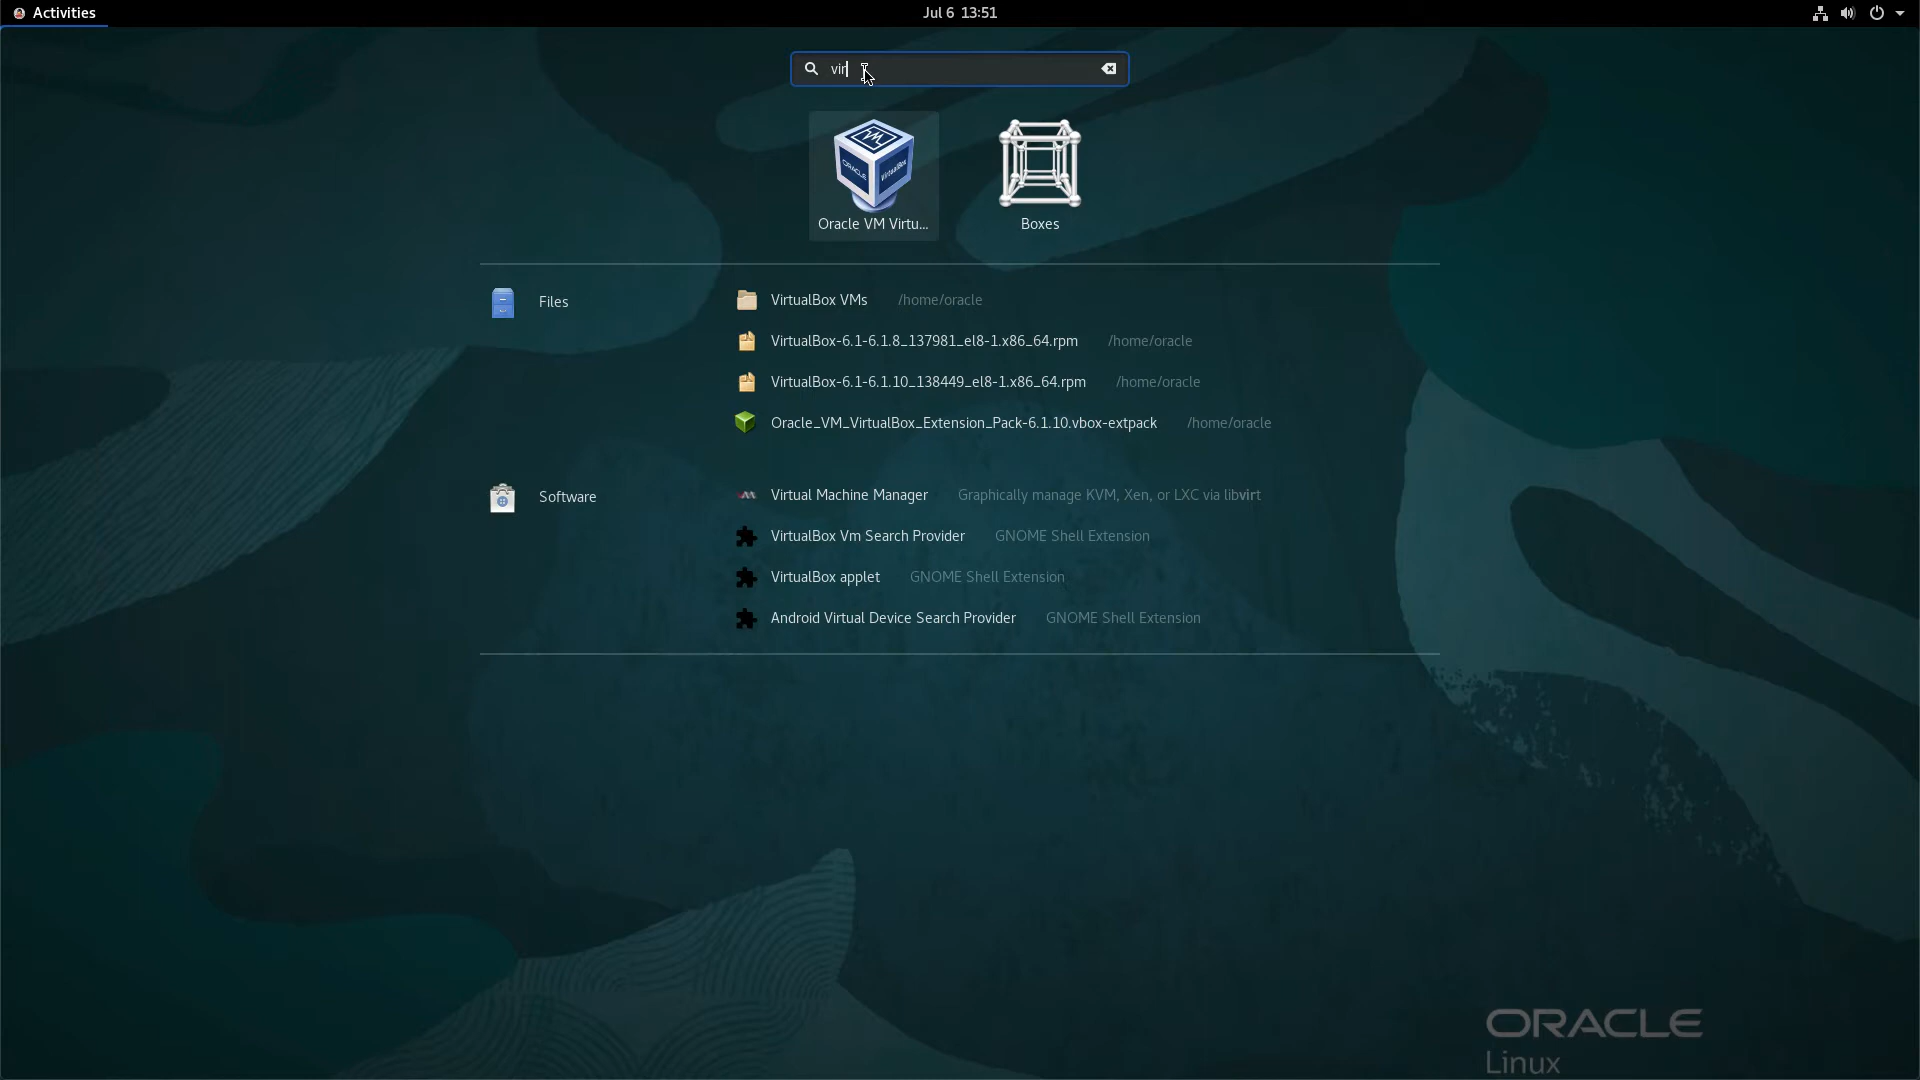 Activities
Jul 6 13:51
vir
ORACLE VirtualBox
Oracle VM Virtu...
Boxes
Files
VirtualBox VMs /home/oracle
VirtualBox-6.1-6.1.8_137981_el8-1.x86_64.rpm /home/oracle
VirtualBox-6.1-6.1.10_138449_el8-1.x86_64.rpm /home/oracle
Oracle_VM_VirtualBox_Extension_Pack-6.1.10.vbox-extpack /home/oracle
Software
Virtual Machine Manager Graphically manage KVM, Xen, or LXC via libvirt
VirtualBox Vm Search Provider GNOME Shell Extension
VirtualBox applet GNOME Shell Extension
Android Virtual Device Search Provider GNOME Shell Extension
ORACLE
Linux